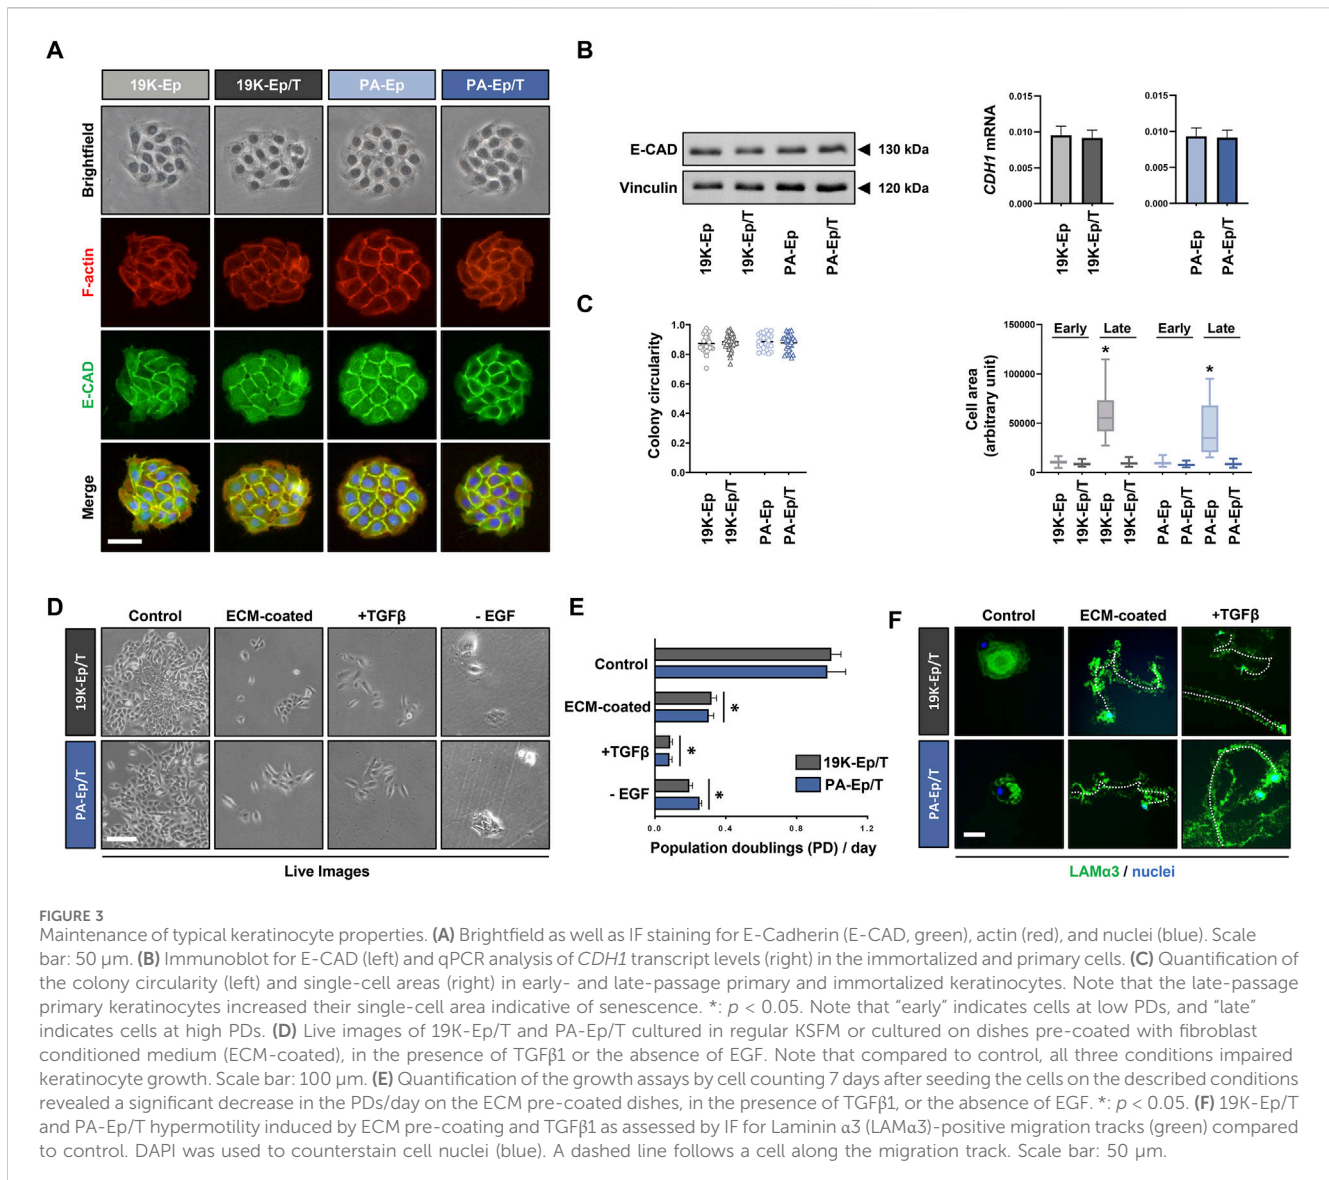 A
19K-Ep
19K-Ep/T
PA-Ep
PA-Ep/T
Brightfield
F-actin
E-CAD
Merge
B
E-CAD
130 kDa
Vinculin
120 kDa
19K-Ep
19K-Ep/T
PA-Ep
PA-Ep/T
CDH1 mRNA
0.015
0.010
0.005
0.000
19K-Ep
19K-Ep/T
0.015
0.010
0.005
0.000
PA-Ep
PA-Ep/T
C
Colony circularity
1.0
0.8
0.6
0.4
0.2
0.0
19K-Ep
19K-Ep/T
PA-Ep
PA-Ep/T
Cell area
(arbitrary unit)
150000
100000
50000
0
Early
Late
Early
Late
*
*
19K-Ep
19K-Ep/T
19K-Ep
19K-Ep/T
PA-Ep
PA-Ep/T
PA-Ep
PA-Ep/T
D
Control
ECM-coated
+TGFβ
- EGF
19K-Ep/T
PA-Ep/T
Live Images
E
Control
ECM-coated
*
+TGFβ
*
- EGF
*
19K-Ep/T
PA-Ep/T
0.0
0.4
0.8
1.2
Population doublings (PD) / day
F
Control
ECM-coated
+TGFβ
19K-Ep/T
PA-Ep/T
LAMα3 / nuclei
FIGURE 3
Maintenance of typical keratinocyte properties. (A) Brightfield as well as IF staining for E-Cadherin (E-CAD, green), actin (red), and nuclei (blue). Scale
bar: 50 µm. (B) Immunoblot for E-CAD (left) and qPCR analysis of CDH1 transcript levels (right) in the immortalized and primary cells. (C) Quantification of
the colony circularity (left) and single-cell areas (right) in early- and late-passage primary and immortalized keratinocytes. Note that the late-passage
primary keratinocytes increased their single-cell area indicative of senescence. *: p < 0.05. Note that “early” indicates cells at low PDs, and “late”
indicates cells at high PDs. (D) Live images of 19K-Ep/T and PA-Ep/T cultured in regular KSFM or cultured on dishes pre-coated with fibroblast
conditioned medium (ECM-coated), in the presence of TGFβ1 or the absence of EGF. Note that compared to control, all three conditions impaired
keratinocyte growth. Scale bar: 100 µm. (E) Quantification of the growth assays by cell counting 7 days after seeding the cells on the described conditions
revealed a significant decrease in the PDs/day on the ECM pre-coated dishes, in the presence of TGFβ1, or the absence of EGF. *: p < 0.05. (F) 19K-Ep/T
and PA-Ep/T hypermotility induced by ECM pre-coating and TGFβ1 as assessed by IF for Laminin α3 (LAMα3)-positive migration tracks (green) compared
to control. DAPI was used to counterstain cell nuclei (blue). A dashed line follows a cell along the migration track. Scale bar: 50 µm.